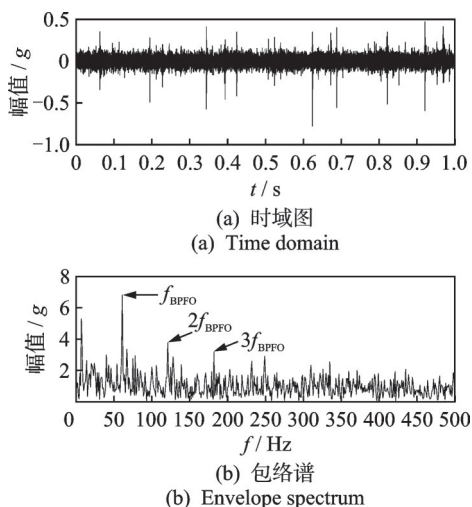 幅值 / g
0.5
0
−0.5
−1.0
0 0.1 0.2 0.3 0.4 0.5 0.6 0.7 0.8 0.9 1.0
t / s
(a) 时域图
(a) Time domain
幅值 / g
8
6
4
2
f_BPFO
2f_BPFO
3f_BPFO
0 50 100 150 200 250 300 350 400 450 500
f / Hz
(b) 包络谱
(b) Envelope spectrum